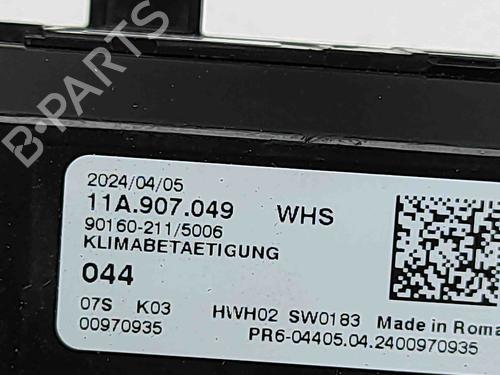 B-PARTS
2024/04/05
11A.907.049 WHS
90160-211/5006
KLIMABETAETIGUNG
044
07S K03 HWH02 SW0183 Made in Roma
00970935 PR6-04405.04.2400970935